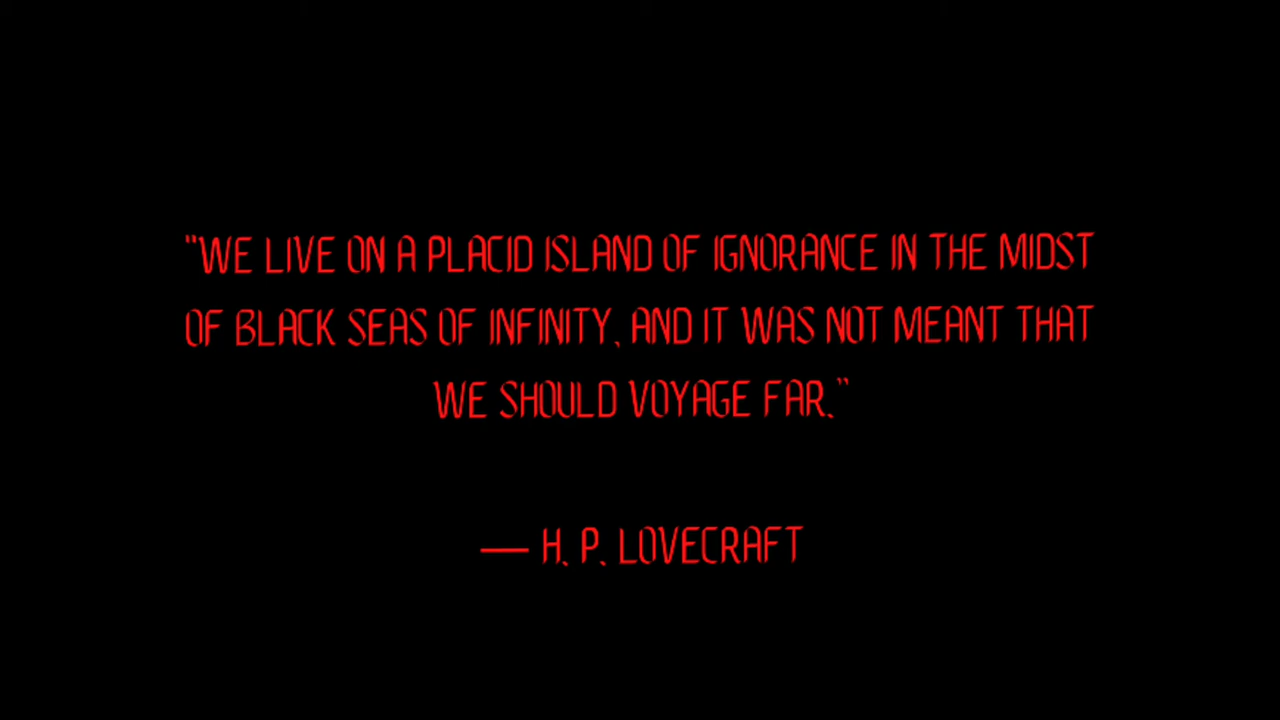 "WE LIVE ON A PLACID ISLAND OF IGNORANCE IN THE MIDST
OF BLACK SEAS OF INFINITY, AND IT WAS NOT MEANT THAT
WE SHOULD VOYAGE FAR."
— H. P. LOVECRAFT